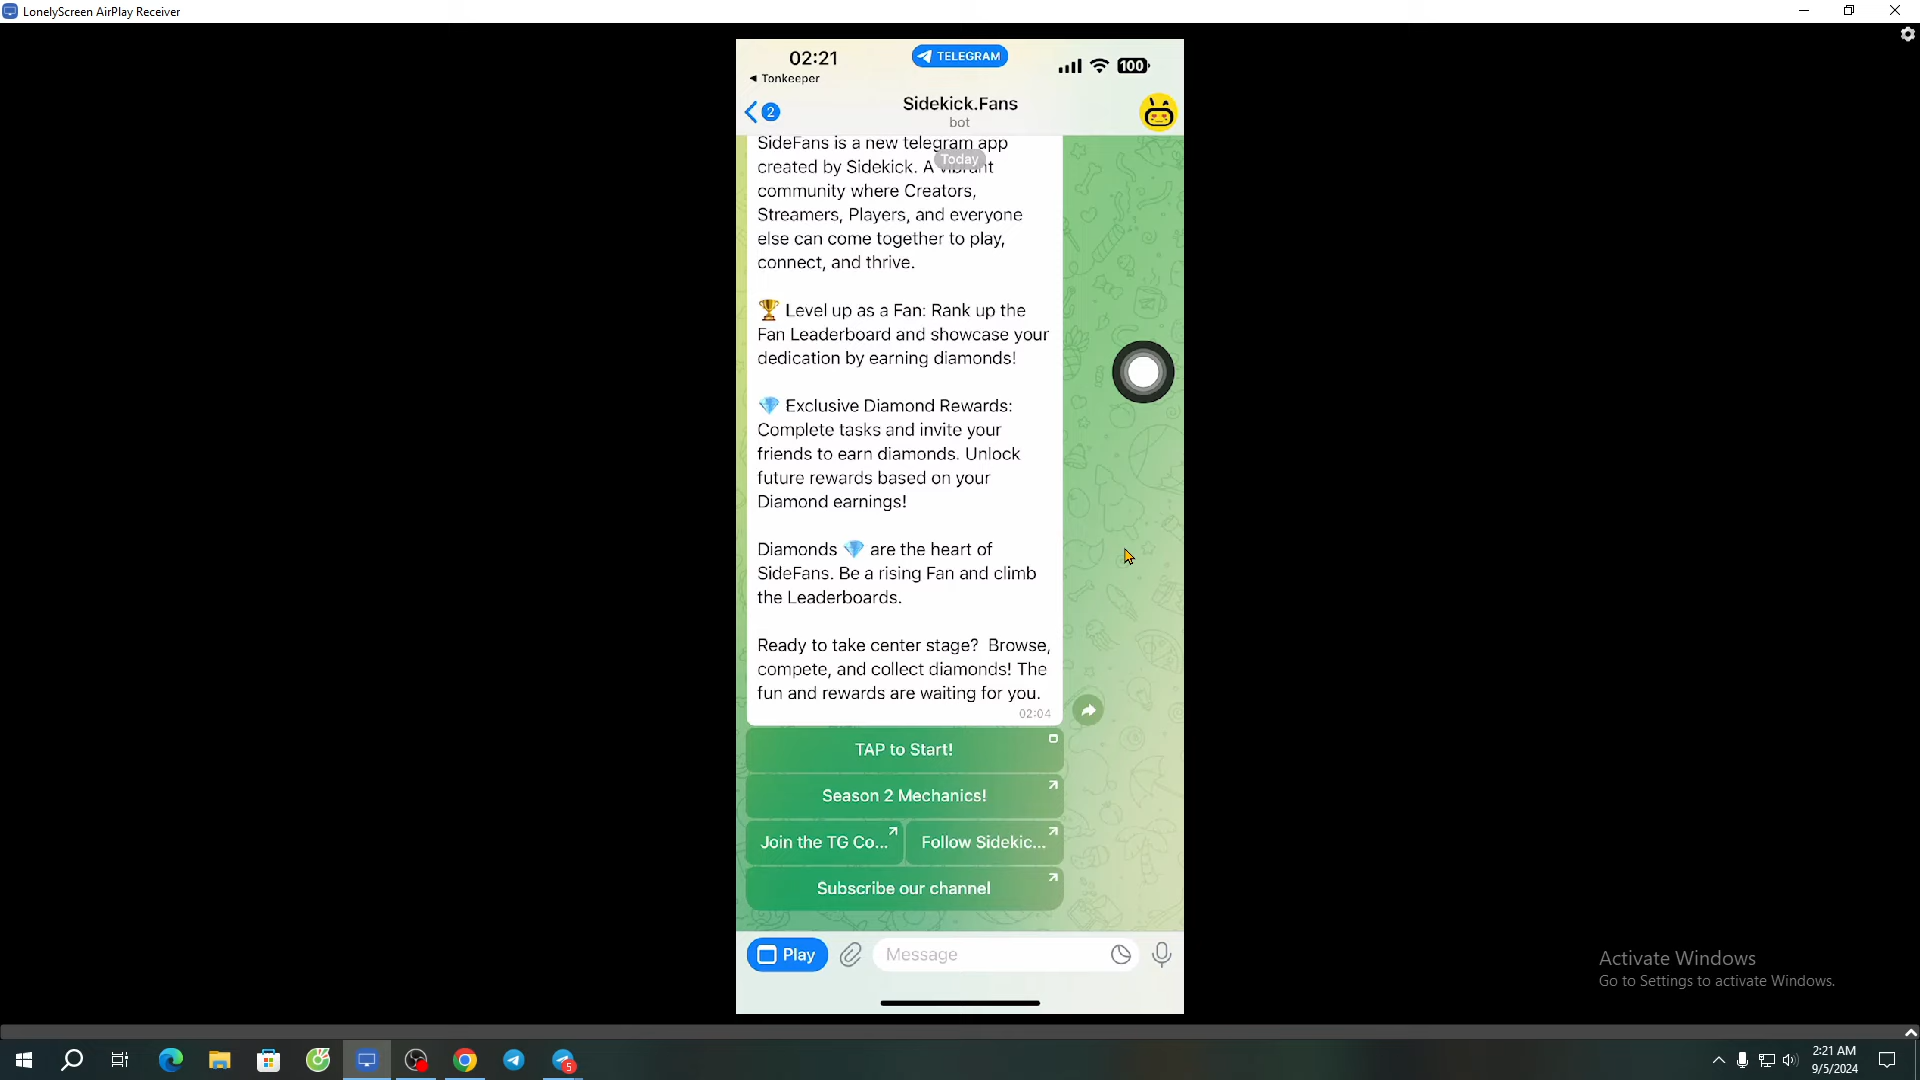 LonelyScreen AirPlay Receiver
02:21
TELEGRAM
100
Tonkeeper
2
Sidekick.Fans
bot
SideFans is a new telegram app
Today
created by Sidekick. A vibrant
community where Creators,
Streamers, Players, and everyone
else can come together to play,
connect, and thrive.
🏆 Level up as a Fan: Rank up the
Fan Leaderboard and showcase your
dedication by earning diamonds!
💎 Exclusive Diamond Rewards:
Complete tasks and invite your
friends to earn diamonds. Unlock
future rewards based on your
Diamond earnings!
Diamonds 💎 are the heart of
SideFans. Be a rising Fan and climb
the Leaderboards.
Ready to take center stage? Browse,
compete, and collect diamonds! The
fun and rewards are waiting for you.
02:04
TAP to Start!
Season 2 Mechanics!
Join the TG Co...
Follow Sidekic...
Subscribe our channel
Play
Message
Activate Windows
Go to Settings to activate Windows.
5
2:21 AM
9/5/2024